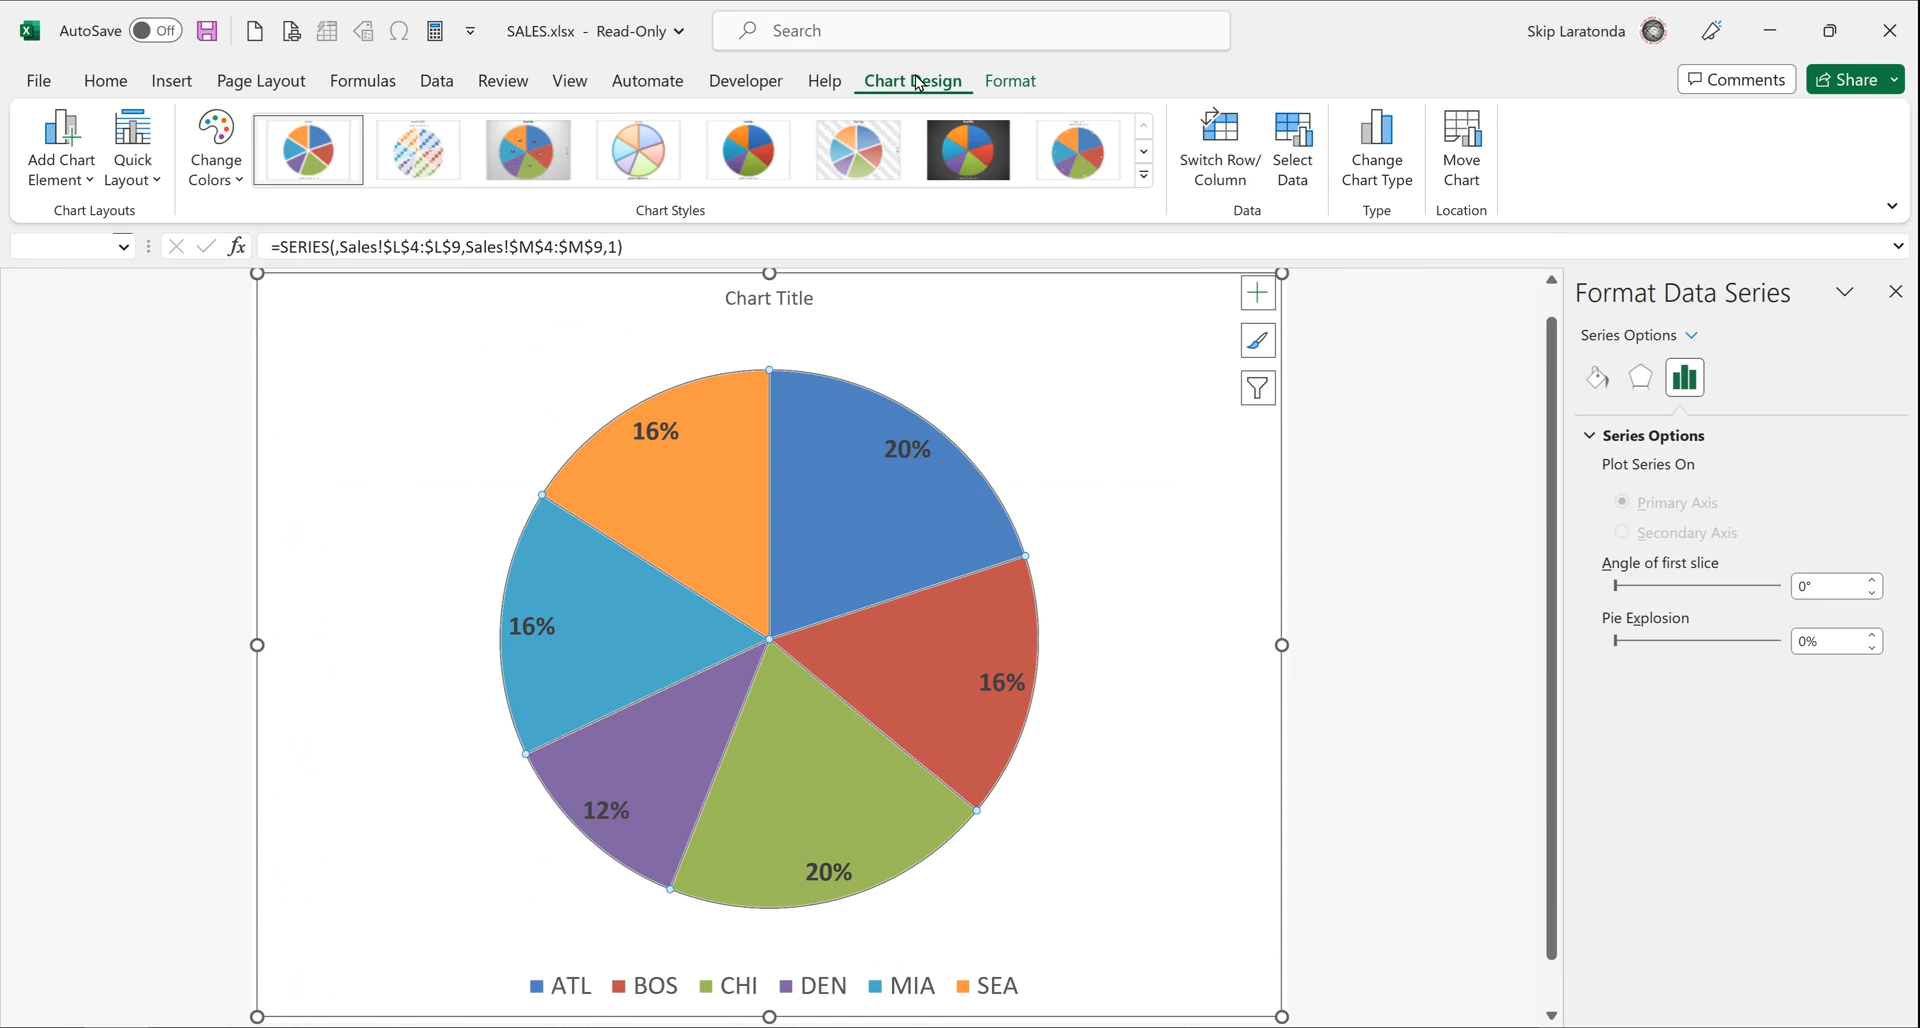 AutoSave Off SALES.xlsx - Read-Only Search Skip Laratonda
File Home Insert Page Layout Formulas Data Review View Automate Developer Help Chart Design Format Comments Share
Add Chart Element
Quick Layout
Chart Layouts
Change Colors
Chart Styles
Switch Row/ Column
Select Data
Data
Change Chart Type
Type
Move Chart
Location
fx =SERIES(,Sales!$L$4:$L$9,Sales!$M$4:$M$9,1)
Chart Title
16%
20%
16%
16%
12%
20%
ATL BOS CHI DEN MIA SEA
Format Data Series
Series Options
Series Options
Plot Series On
Primary Axis
Secondary Axis
Angle of first slice
0°
Pie Explosion
0%